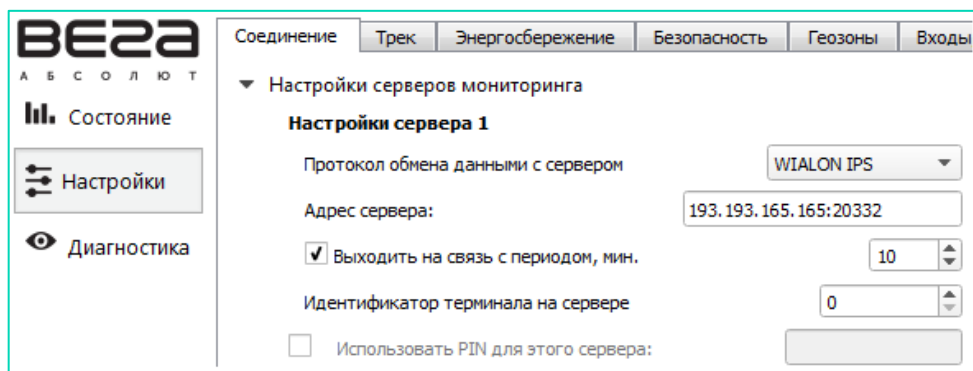 ВЕГА
АБСОЛЮТ
Состояние
Настройки
Диагностика
Соединение Трек Энергосбережение Безопасность Геозоны Входы
Настройки серверов мониторинга
Настройки сервера 1
Протокол обмена данными с сервером WIALON IPS
Адрес сервера: 193.193.165.165:20332
Выходить на связь с периодом, мин. 10
Идентификатор терминала на сервере 0
Использовать PIN для этого сервера: